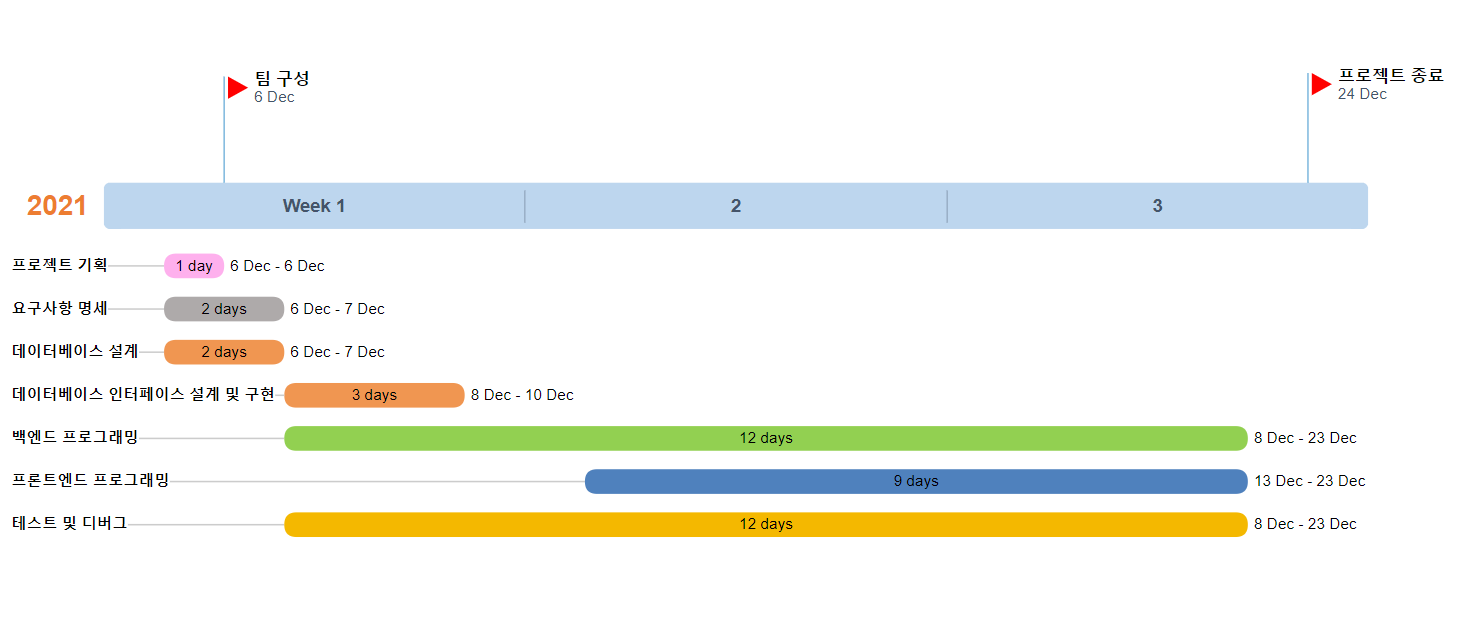 팀 구성
6 Dec
프로젝트 종료
24 Dec
2021 Week 1 2 3
프로젝트 기획 1 day 6 Dec - 6 Dec
요구사항 명세 2 days 6 Dec - 7 Dec
데이터베이스 설계 2 days 6 Dec - 7 Dec
데이터베이스 인터페이스 설계 및 구현 3 days 8 Dec - 10 Dec
백엔드 프로그래밍 12 days 8 Dec - 23 Dec
프론트엔드 프로그래밍 9 days 13 Dec - 23 Dec
테스트 및 디버그 12 days 8 Dec - 23 Dec